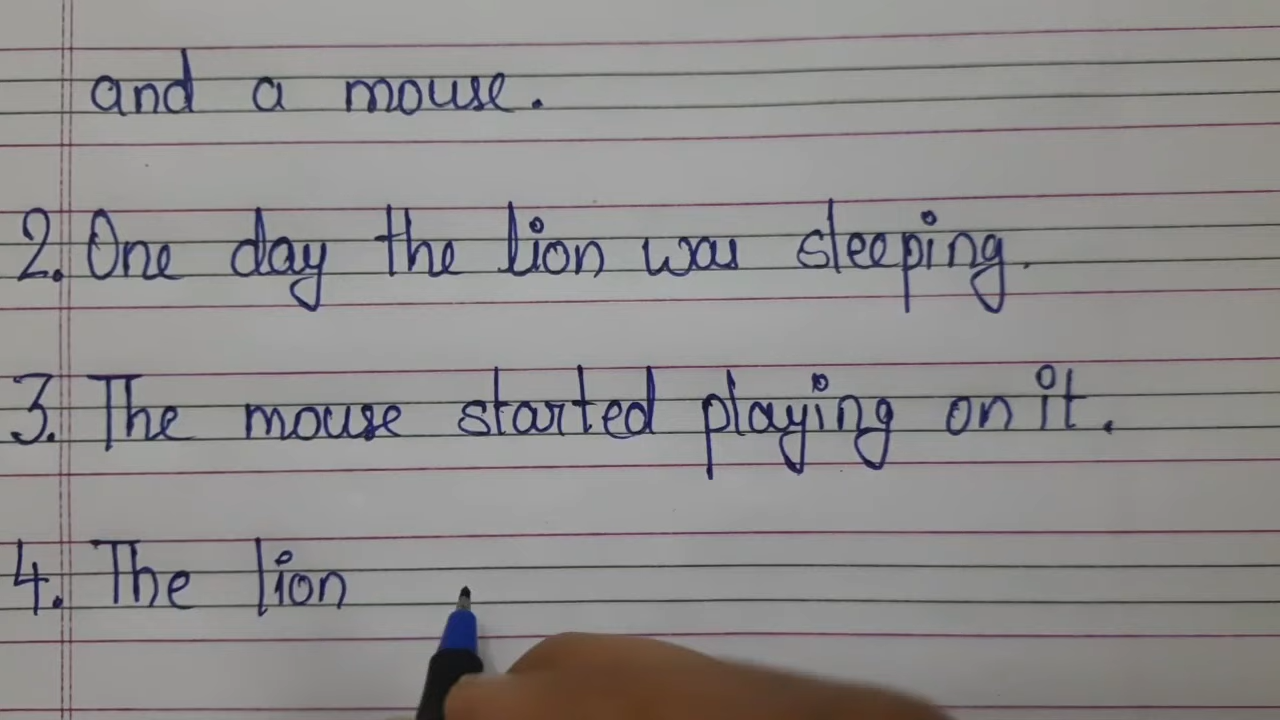 and a mouse.
2. One day the lion was sleeping.
3. The mouse started playing on it.
4. The lion